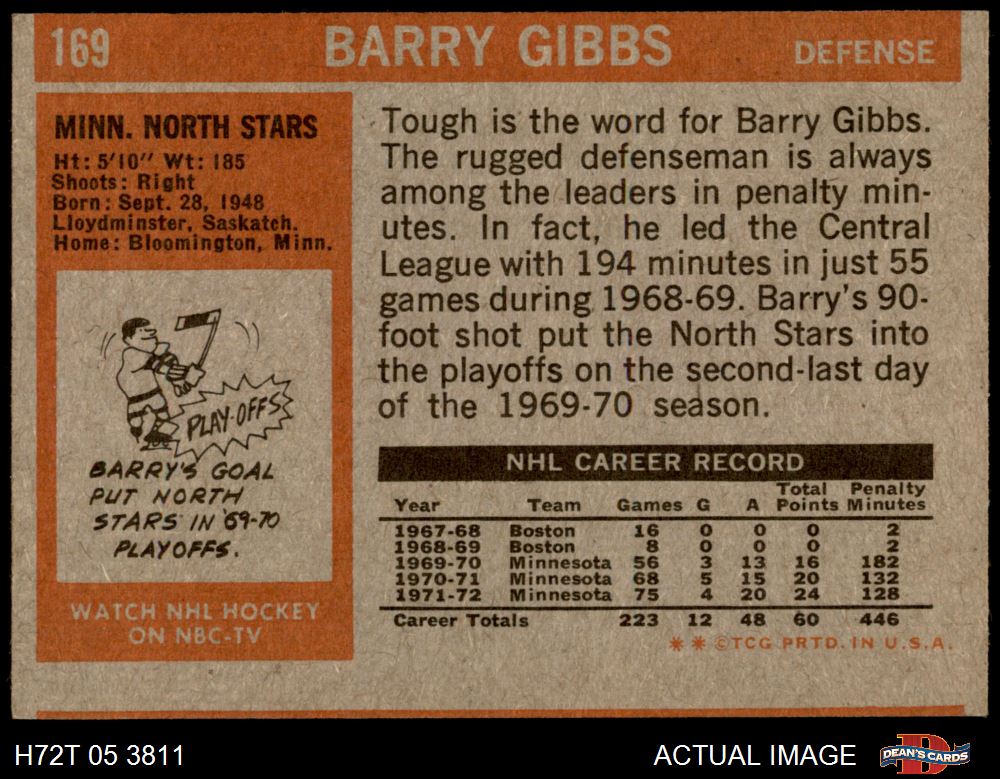 169 BARRY GIBBS DEFENSE
MINN. NORTH STARS
Ht: 5'10" Wt: 185
Shoots: Right
Born: Sept. 28, 1948
Lloydminster, Saskatch.
Home: Bloomington, Minn.
PLAY-OFFS
BARRY'S GOAL
PUT NORTH
STARS IN '69-70
PLAYOFFS.
WATCH NHL HOCKEY
ON NBC-TV
Tough is the word for Barry Gibbs.
The rugged defenseman is always
among the leaders in penalty min-
utes. In fact, he led the Central
League with 194 minutes in just 55
games during 1968-69. Barry's 90-
foot shot put the North Stars into
the playoffs on the second-last day
of the 1969-70 season.
NHL CAREER RECORD
Year Team Games G A Total Points Penalty Minutes
1967-68 Boston 16 0 0 0 2
1968-69 Boston 8 0 0 0 2
1969-70 Minnesota 56 3 13 16 182
1970-71 Minnesota 68 5 15 20 132
1971-72 Minnesota 75 4 20 24 128
Career Totals 223 12 48 60 446
* * ©TCG PRTD. IN U.S.A.
H72T 05 3811 ACTUAL IMAGE DEAN'S CARDS